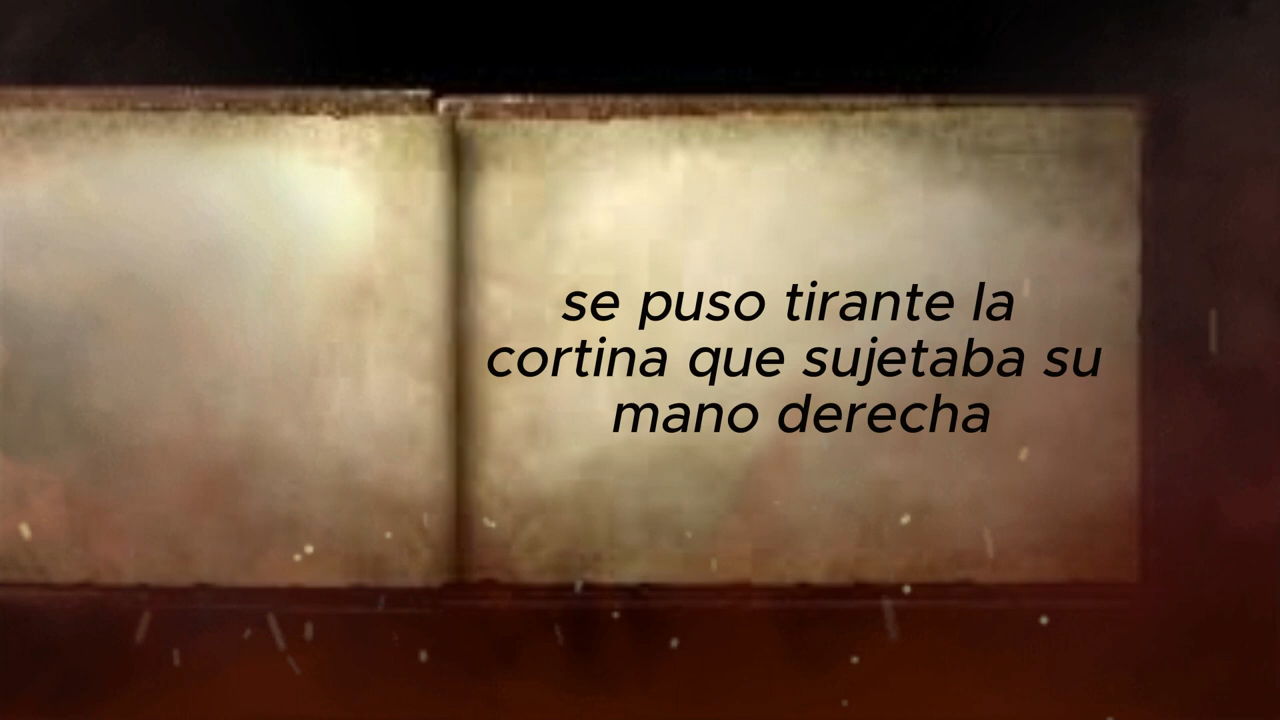 se puso tirante la
cortina que sujetaba su
mano derecha